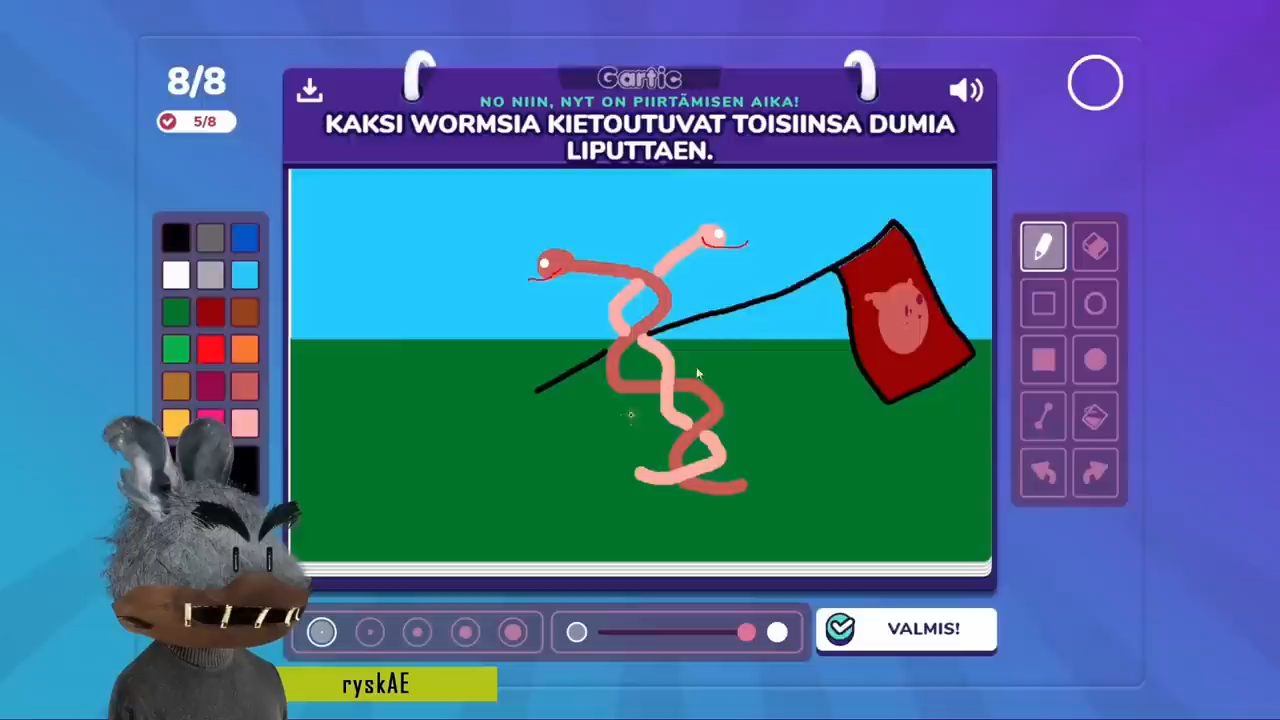 8/8
5/8
Gartic
NO NIIN, NYT ON PIIRTÄMISEN AIKA!
KAKSI WORMSIA KIETOUTUVAT TOISIINSA DUMIA
LIPUTTAEN.
VALMIS!
ryskAE